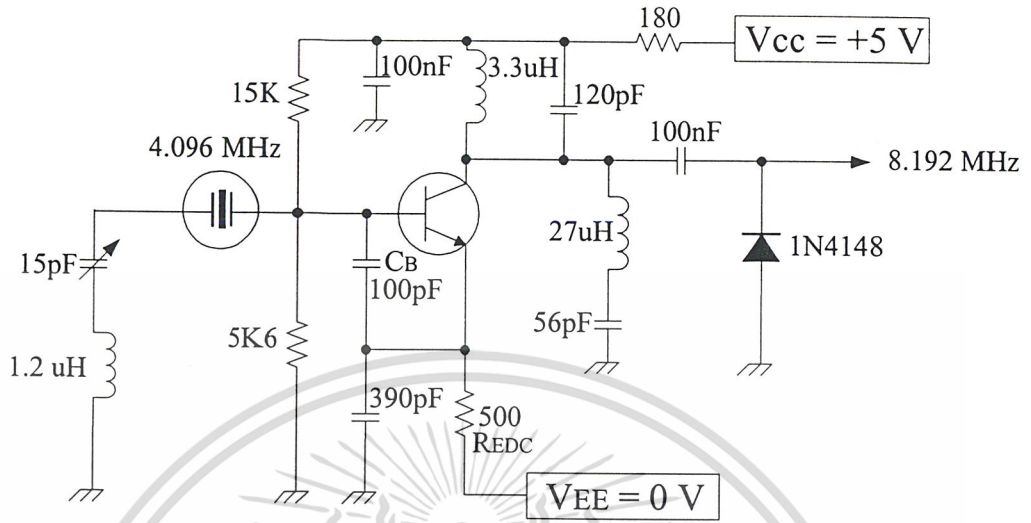 180
Vcc = +5 V
100nF
3.3uH
15K
120pF
100nF
4.096 MHz
8.192 MHz
27uH
1N4148
15pF
CB
100pF
5K6
56pF
1.2 uH
390pF
500
REDC
VEE = 0 V